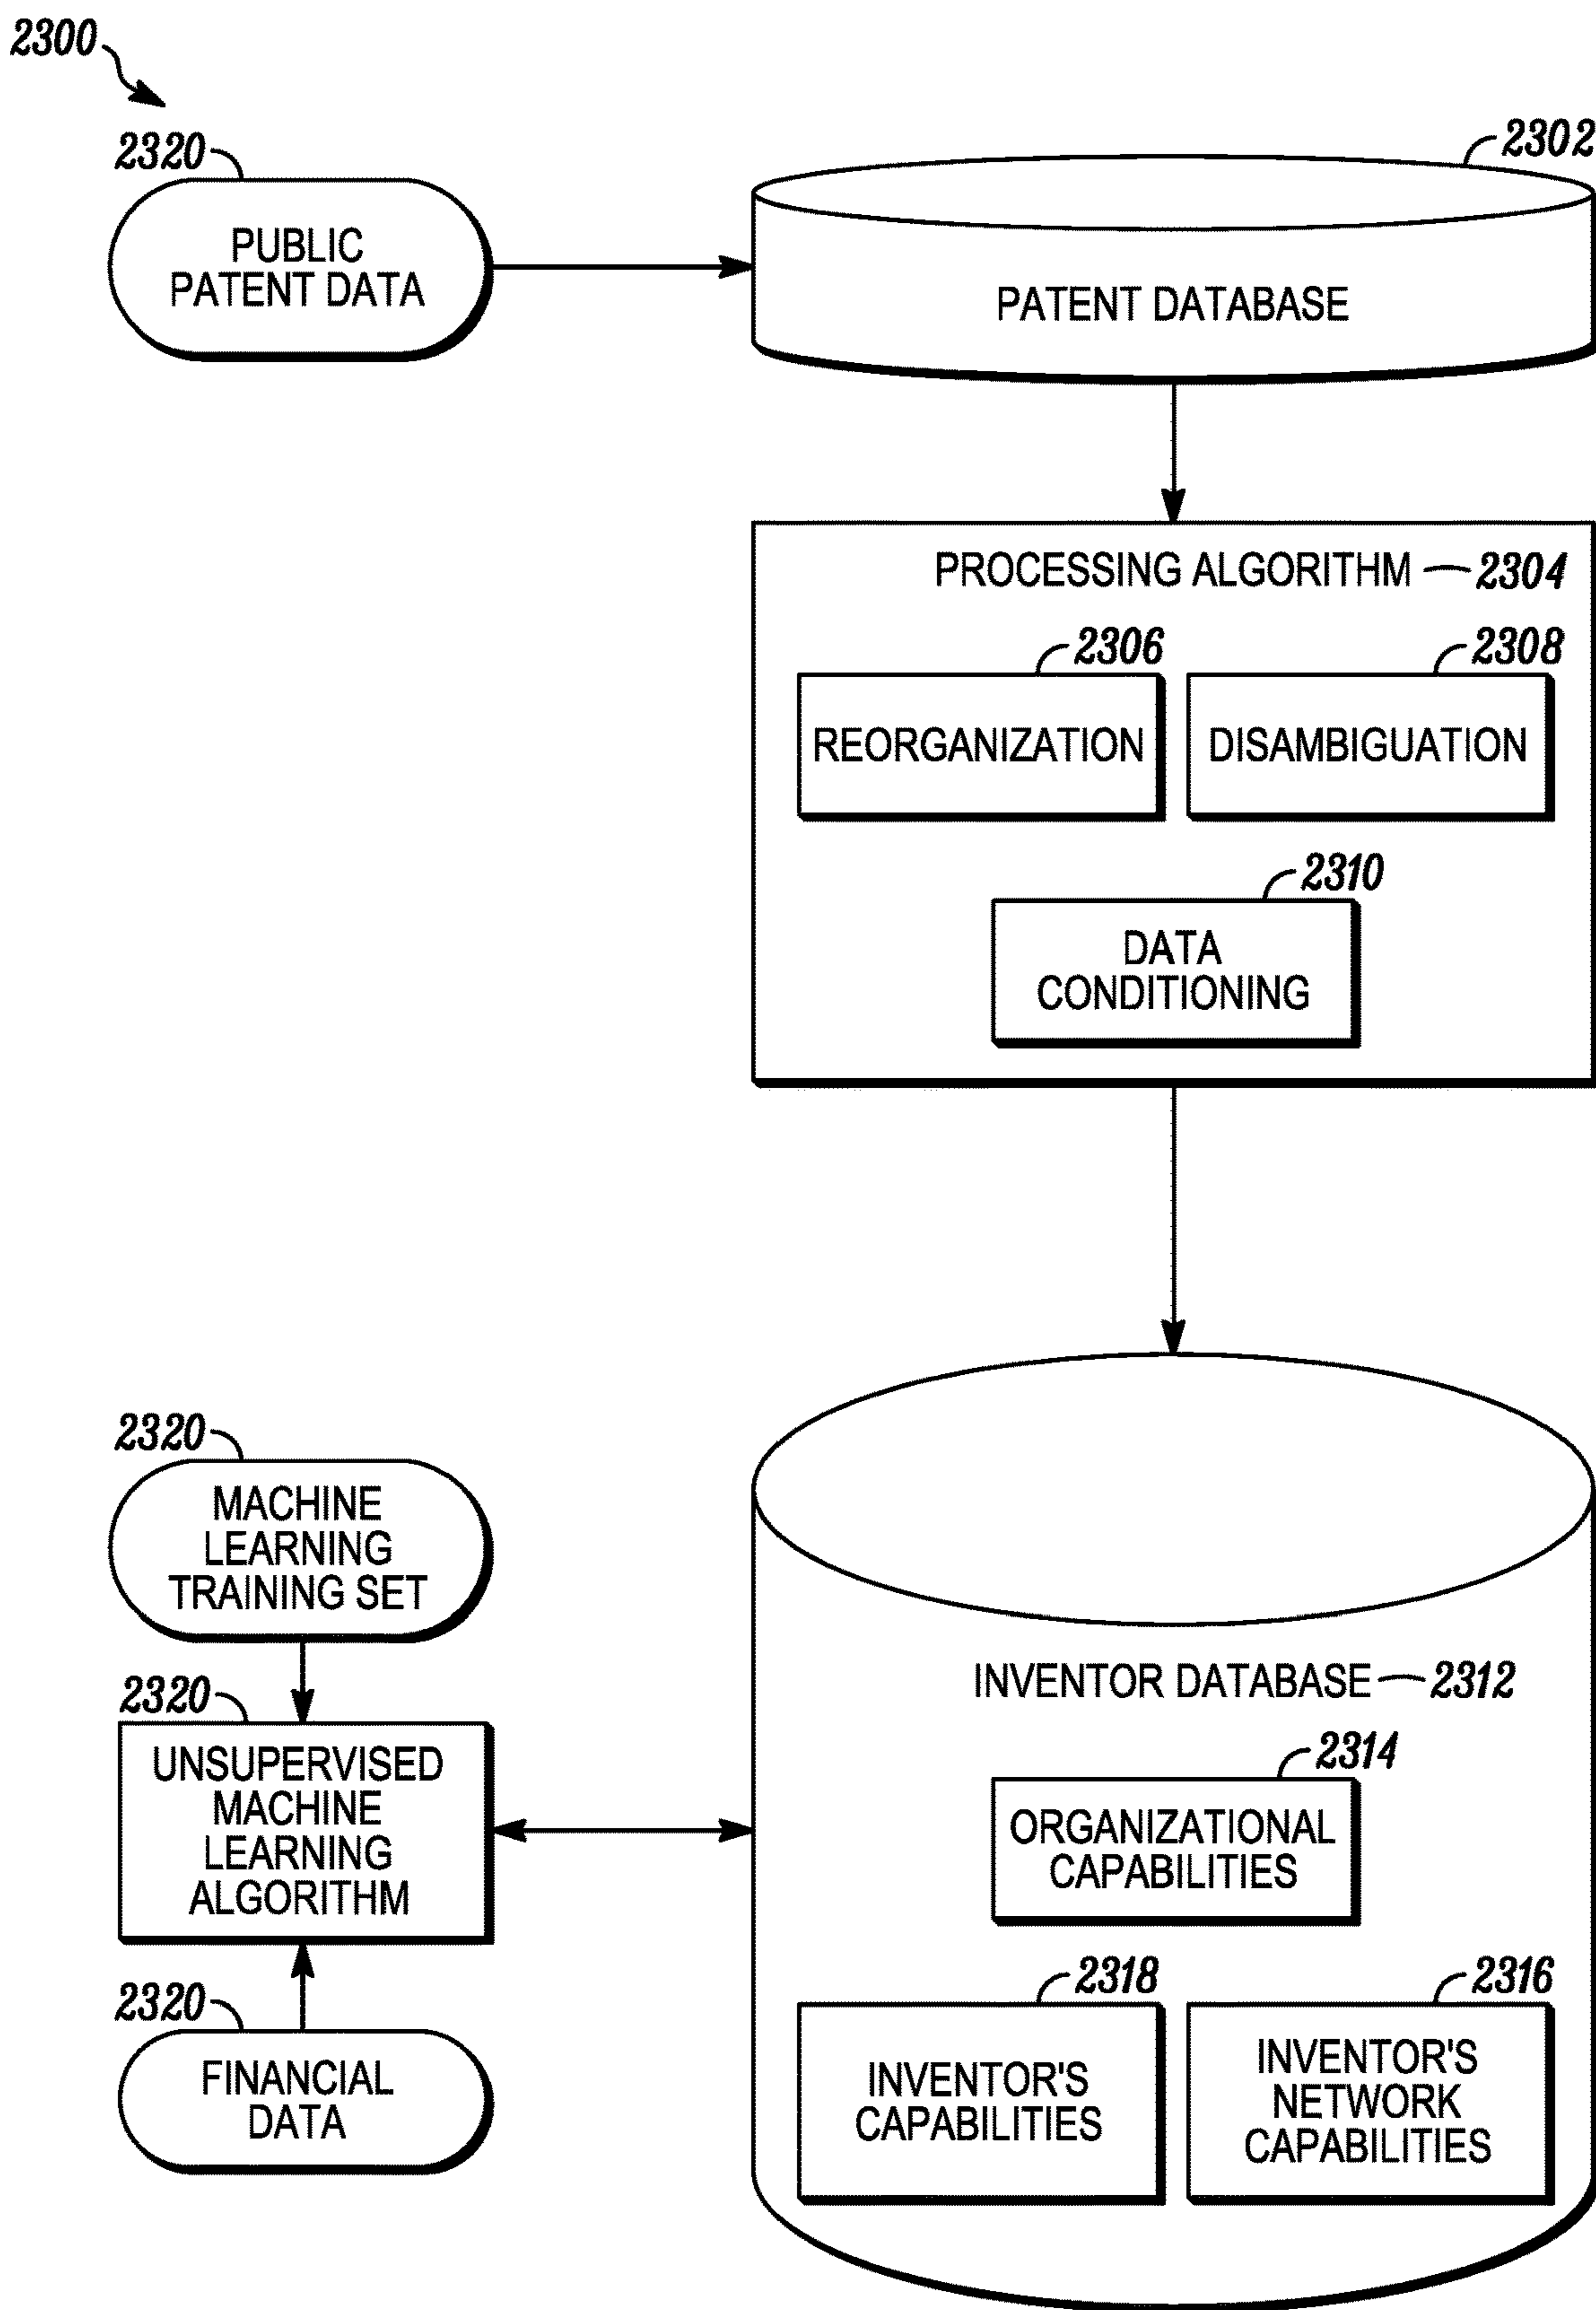 2300
2320
PUBLIC
PATENT DATA
2302
PATENT DATABASE
PROCESSING ALGORITHM 2304
2306
REORGANIZATION
2308
DISAMBIGUATION
2310
DATA
CONDITIONING
2320
MACHINE
LEARNING
TRAINING SET
2320
UNSUPERVISED
MACHINE
LEARNING
ALGORITHM
2320
FINANCIAL
DATA
INVENTOR DATABASE 2312
2314
ORGANIZATIONAL
CAPABILITIES
2318
INVENTOR'S
CAPABILITIES
2316
INVENTOR'S
NETWORK
CAPABILITIES